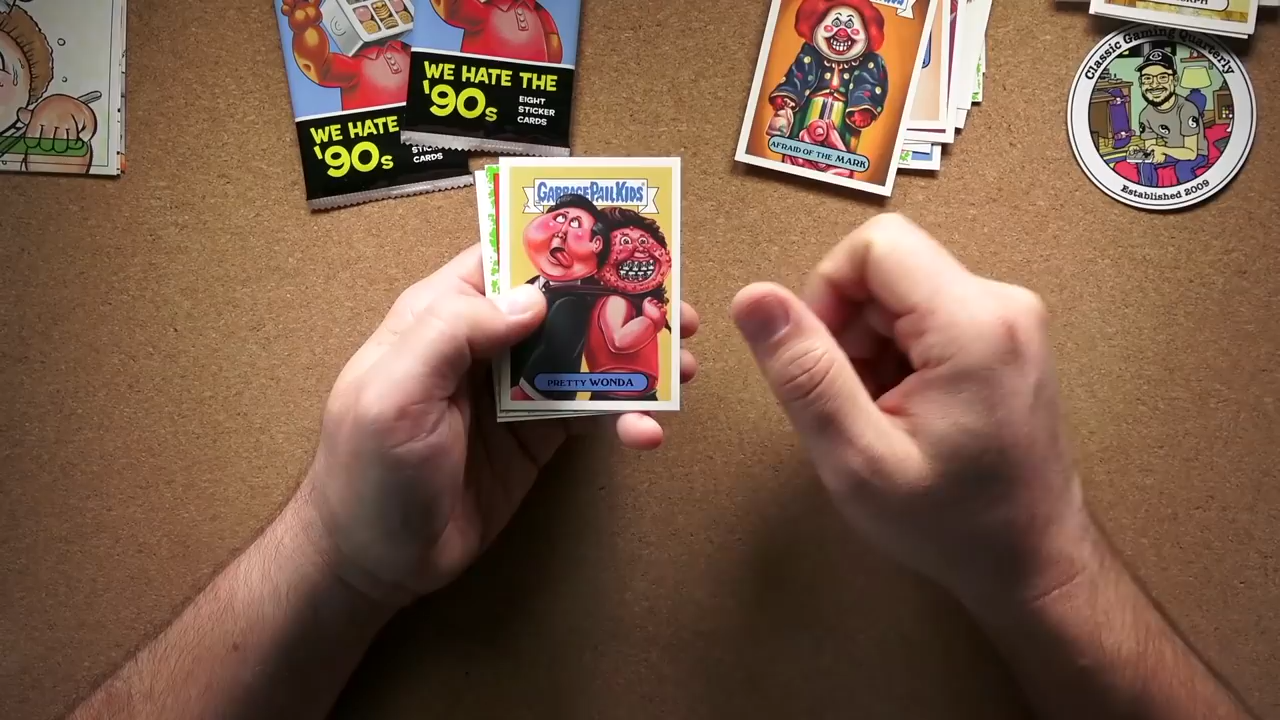 WE HATE THE
'90s
EIGHT
STICKER
CARDS
WE HATE
'90s
CARDS
GARBAGE PAIL KIDS
PRETTY WONDA
AFRAID OF THE MARK
Classic Gaming Quarterly
Established 2009